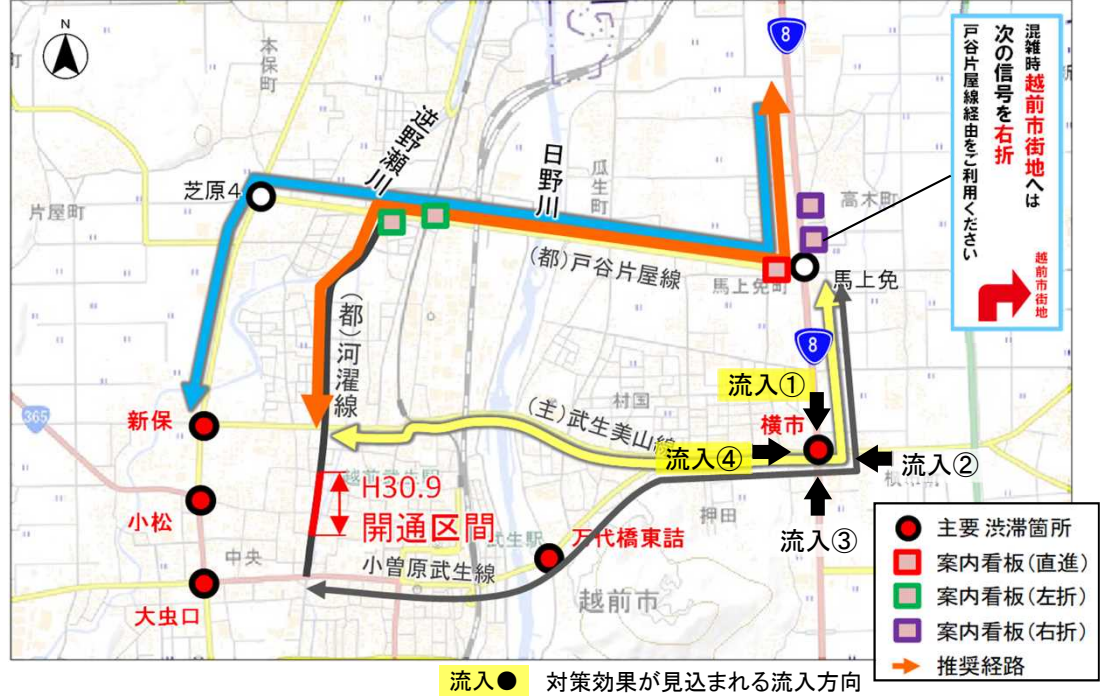 N
本保町
逆野瀬川
日野川
瓜生町
8
高木町
混雑時 越前市街地へは
次の信号を右折
戸谷片屋線経由をご利用ください
越前市街地
片屋町
芝原4
(都)戸谷片屋線
馬上免町
馬上免
(都)河濯線
8
365
新保
(主)武生美山線
村国
流入①
横市
流入④
流入②
越前武生駅
H30.9
開通区間
小松
武生駅
万代橋東詰
押田
流入③
中央
小曽原武生線
大虫口
越前市
主要渋滞箇所
案内看板(直進)
案内看板(左折)
案内看板(右折)
推奨経路
流入● 対策効果が見込まれる流入方向